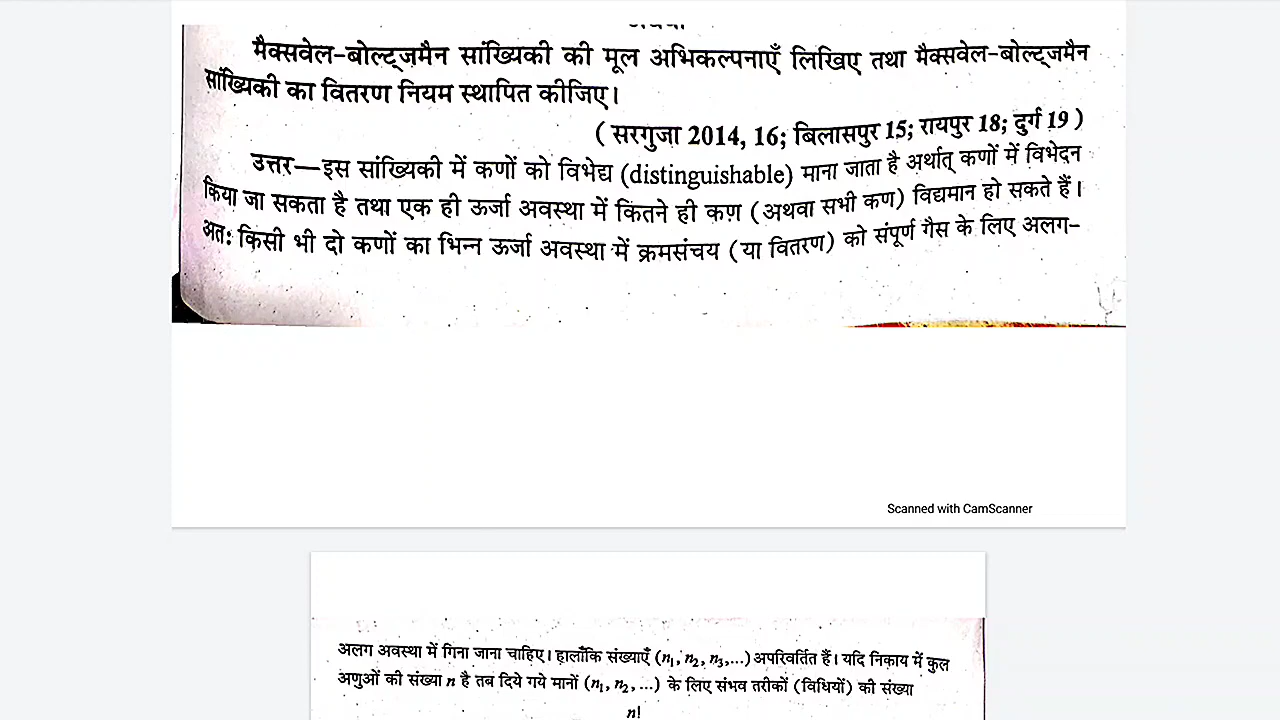 मैक्सवेल-बोल्ट्ज़मैन सांख्यिकी की मूल अभिकल्पनाएँ लिखिए तथा मैक्सवेल-बोल्ट्ज़मैन
सांख्यिकी का वितरण नियम स्थापित कीजिए।
( सरगुजा 2014, 16; बिलासपुर 15; रायपुर 18; दुर्ग 19 )
उत्तर—इस सांख्यिकी में कणों को विभेद्य (distinguishable) माना जाता है अर्थात् कणों में विभेदन
किया जा सकता है तथा एक ही ऊर्जा अवस्था में कितने ही कण (अथवा सभी कण) विद्यमान हो सकते हैं।
अतः किसी भी दो कणों का भिन्न ऊर्जा अवस्था में क्रमसंचय (या वितरण) को संपूर्ण गैस के लिए अलग-
Scanned with CamScanner
अलग अवस्था में गिना जाना चाहिए। हालाँकि संख्याएँ (n₁, n₂, n₃,...) अपरिवर्तित हैं। यदि निकाय में कुल
अणुओं की संख्या n है तब दिये गये मानों (n₁, n₂, ...) के लिए संभव तरीकों (विधियों) की संख्या
n!